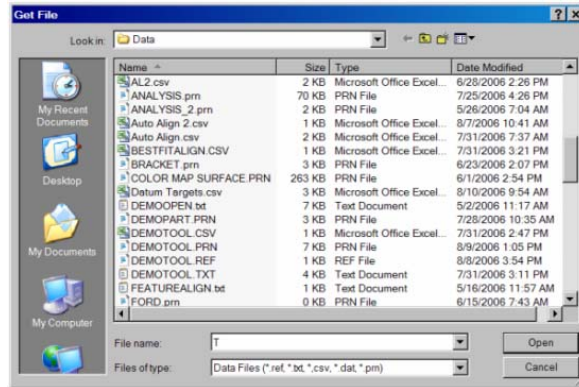 Get File
Look in: Data
Name Size Type Date Modified
AL2.csv 2 KB Microsoft Office Excel... 6/28/2006 2:26 PM
ANALYSIS.prn 70 KB PRN File 7/25/2006 4:26 PM
ANALYSIS_2.prn 2 KB PRN File 5/26/2006 7:04 AM
Auto Align 2.csv 1 KB Microsoft Office Excel... 8/7/2006 10:41 AM
Auto Align.csv 2 KB Microsoft Office Excel... 7/31/2006 7:37 AM
BESTFITALIGN.CSV 1 KB Microsoft Office Excel... 7/31/2006 3:21 PM
BRACKET.prn 3 KB PRN File 6/23/2006 2:07 PM
COLOR MAP SURFACE.PRN 263 KB PRN File 6/1/2006 2:54 PM
Datum Targets.csv 3 KB Microsoft Office Excel... 8/10/2006 9:54 AM
DEMOOPEN.txt 7 KB Text Document 5/2/2006 11:17 AM
DEMOPART.PRN 3 KB PRN File 7/28/2006 10:35 AM
DEMOTOOL.CSV 1 KB Microsoft Office Excel... 7/31/2006 2:47 PM
DEMOTOOL.PRN 7 KB PRN File 8/9/2006 1:05 PM
DEMOTOOL.REF 1 KB REF File 8/8/2006 3:54 PM
DEMOTOOL.TXT 4 KB Text Document 7/31/2006 3:11 PM
FEATUREALIGN.txt 1 KB Text Document 5/16/2006 11:57 AM
FORD.prn 0 KB PRN File 6/15/2006 7:43 AM
My Recent
Documents
Desktop
My Documents
My Computer
File name: T Open
Files of type: Data Files (*.ref, *.txt, *.csv, *.dat, *.prn) Cancel